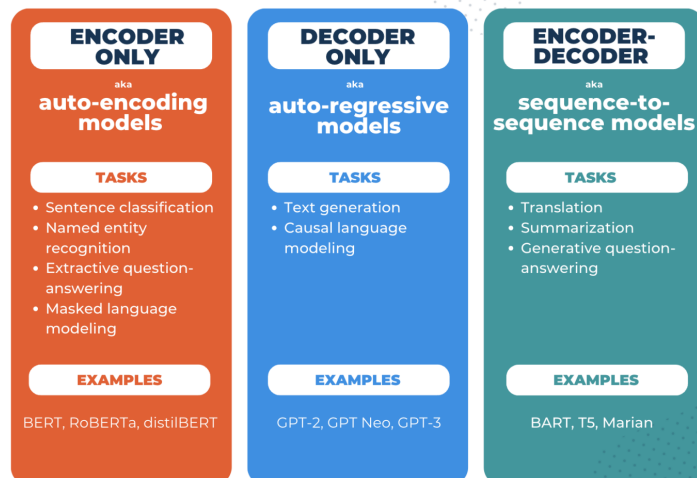 ENCODER
ONLY
aka
auto-encoding
models
TASKS
• Sentence classification
• Named entity
recognition
• Extractive question-
answering
• Masked language
modeling
EXAMPLES
BERT, RoBERTa, distilBERT
DECODER
ONLY
aka
auto-regressive
models
TASKS
• Text generation
• Causal language
modeling
EXAMPLES
GPT-2, GPT Neo, GPT-3
ENCODER-
DECODER
aka
sequence-to-
sequence models
TASKS
• Translation
• Summarization
• Generative question-
answering
EXAMPLES
BART, T5, Marian